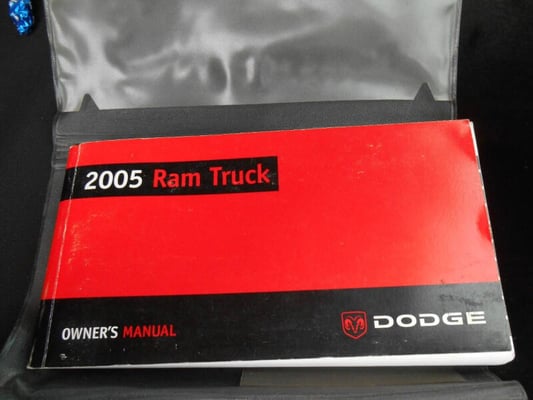 2005 Ram Truck
OWNER'S MANUAL
DODGE